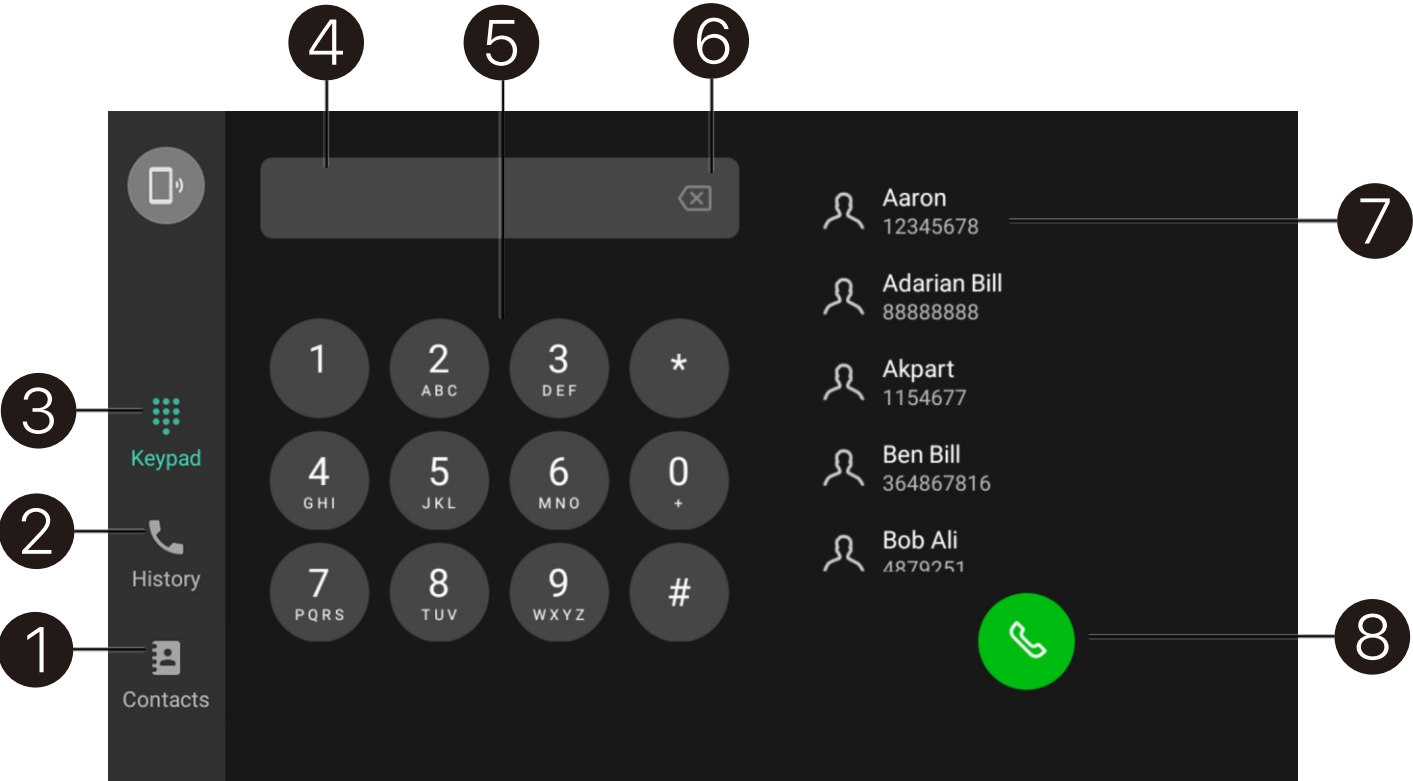 4 5 6
Aaron
12345678
7
Adarian Bill
88888888
1 2 3 *
ABC DEF
Akpart
1154677
3
Keypad
4 5 6 0
GHI JKL MNO +
Ben Bill
364867816
2
History
Bob Ali
4879251
7 8 9 #
PQRS TUV WXYZ
1
Contacts
8